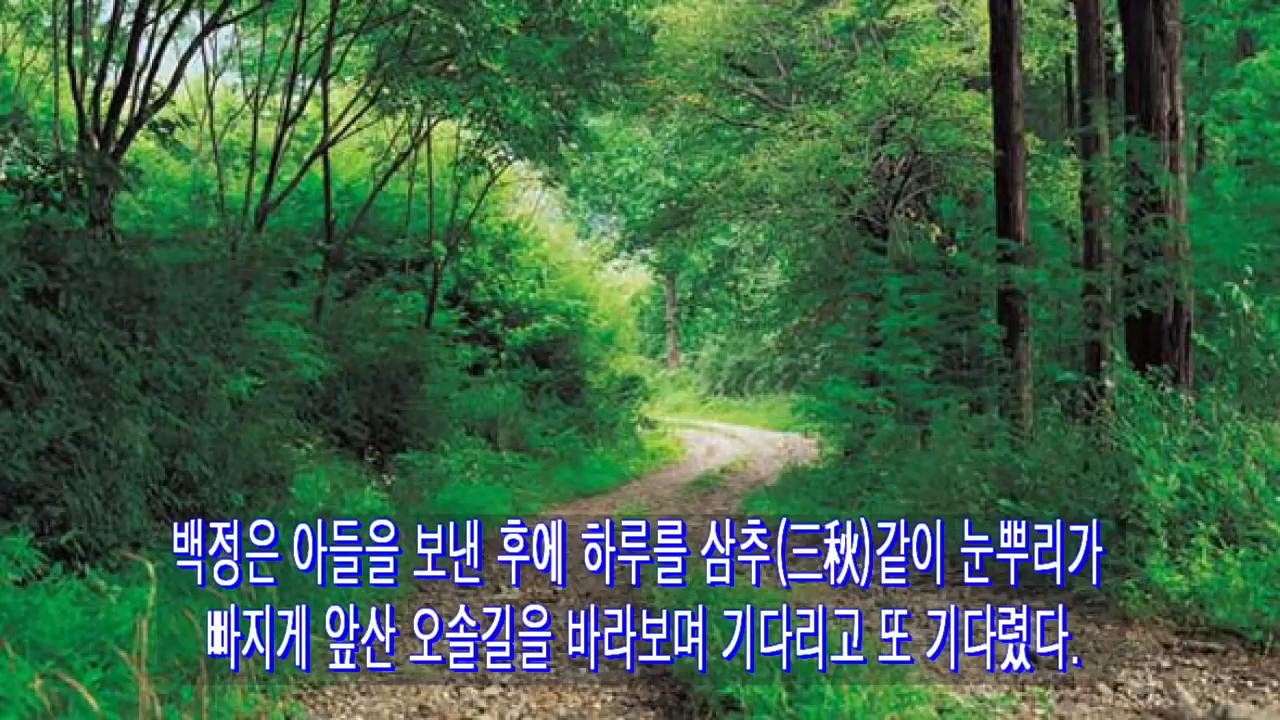 백정은 아들을 보낸 후에 하루를 삼추(三秋)같이 눈뿌리가
빠지게 앞산 오솔길을 바라보며 기다리고 또 기다렸다.